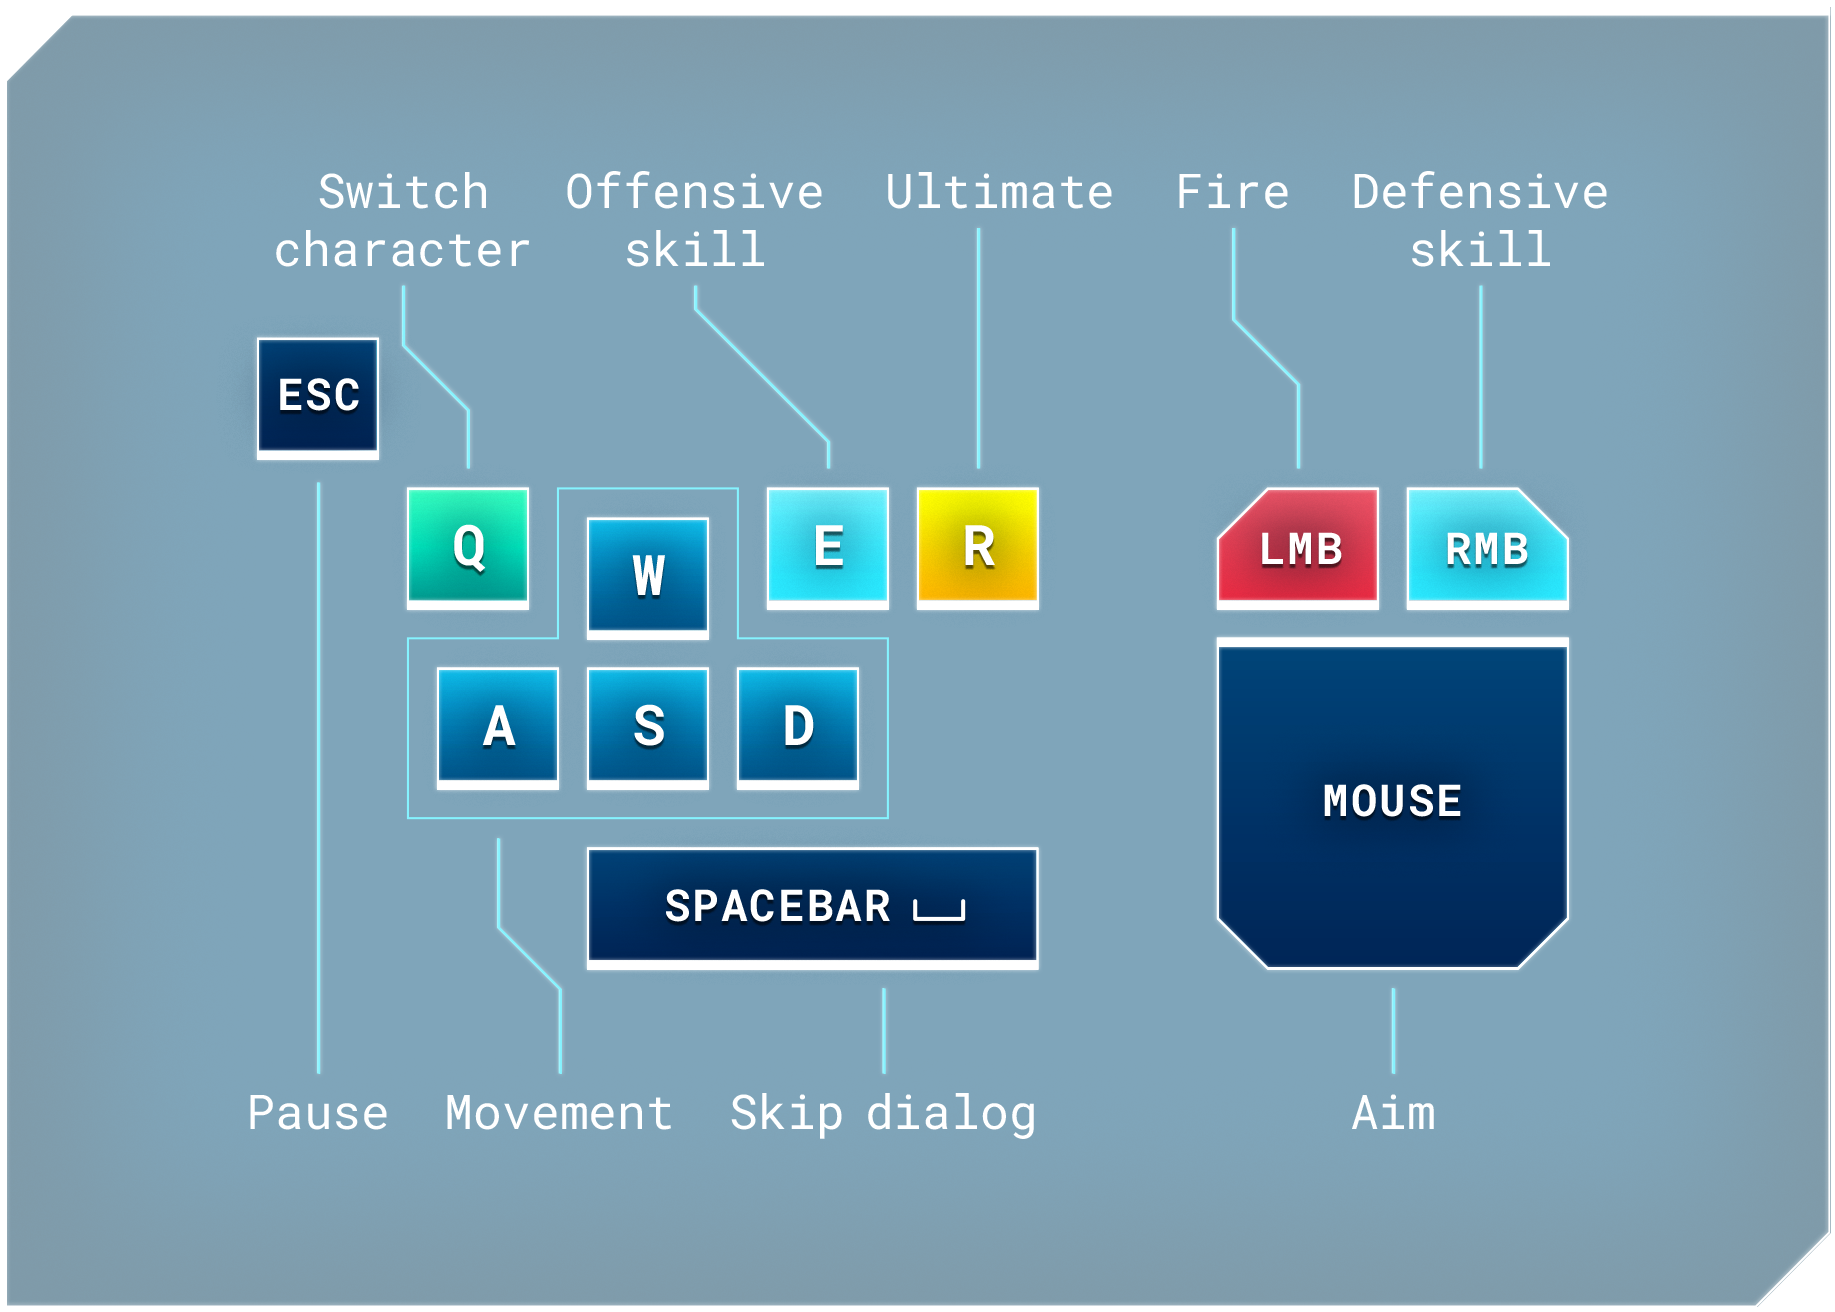 Switch
character
Offensive
skill
Ultimate
Fire
Defensive
skill
ESC
Q
W
E
R
LMB
RMB
A
S
D
MOUSE
SPACEBAR
Pause
Movement
Skip dialog
Aim